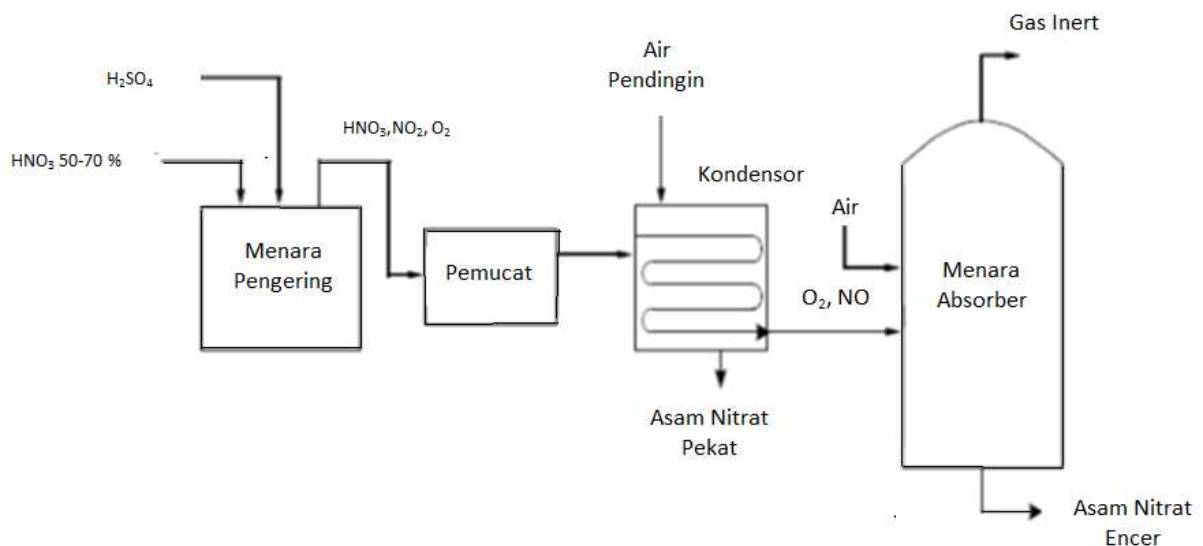 Gas Inert
Air
Pendingin
H₂SO₄
HNO₃,NO₂, O₂
HNO₃ 50-70 %
Kondensor
Menara
Pengering
Pemucat
Air
O₂, NO
Menara
Absorber
Asam Nitrat
Pekat
Asam Nitrat
Encer